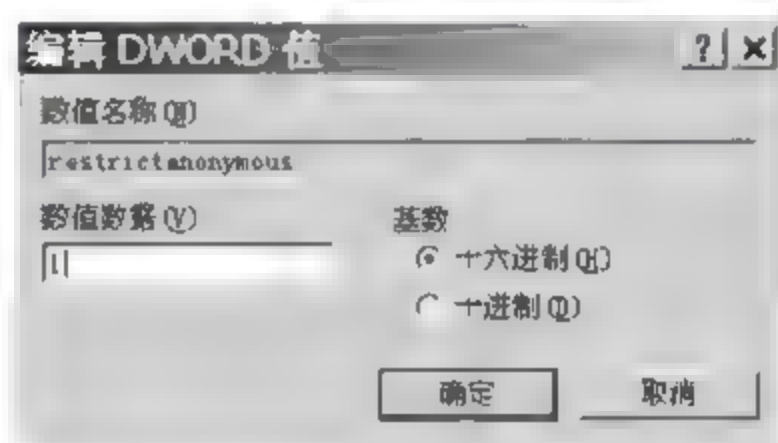 编辑 DWORD 值
数值名称(N)
restrictanonymous
数值数据(V)
1
基数
十六进制(H)
十进制(D)
确定
取消